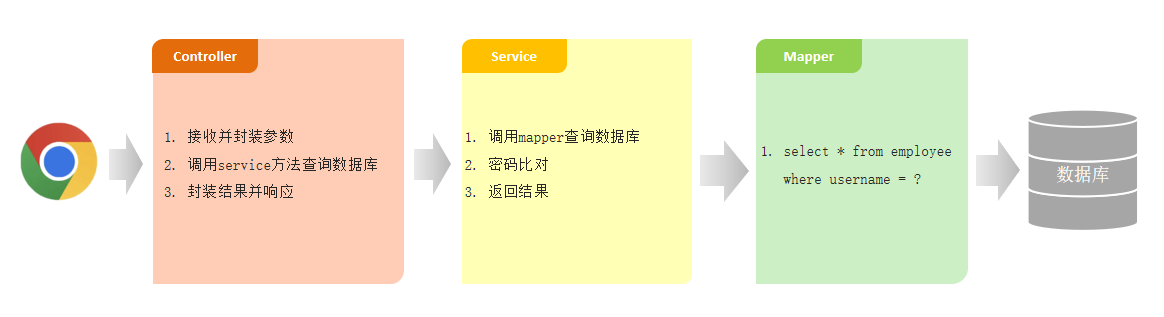 Controller
1. 接收并封装参数
2. 调用service方法查询数据库
3. 封装结果并响应
Service
1. 调用mapper查询数据库
2. 密码比对
3. 返回结果
Mapper
1. select * from employee
where username = ?
数据库